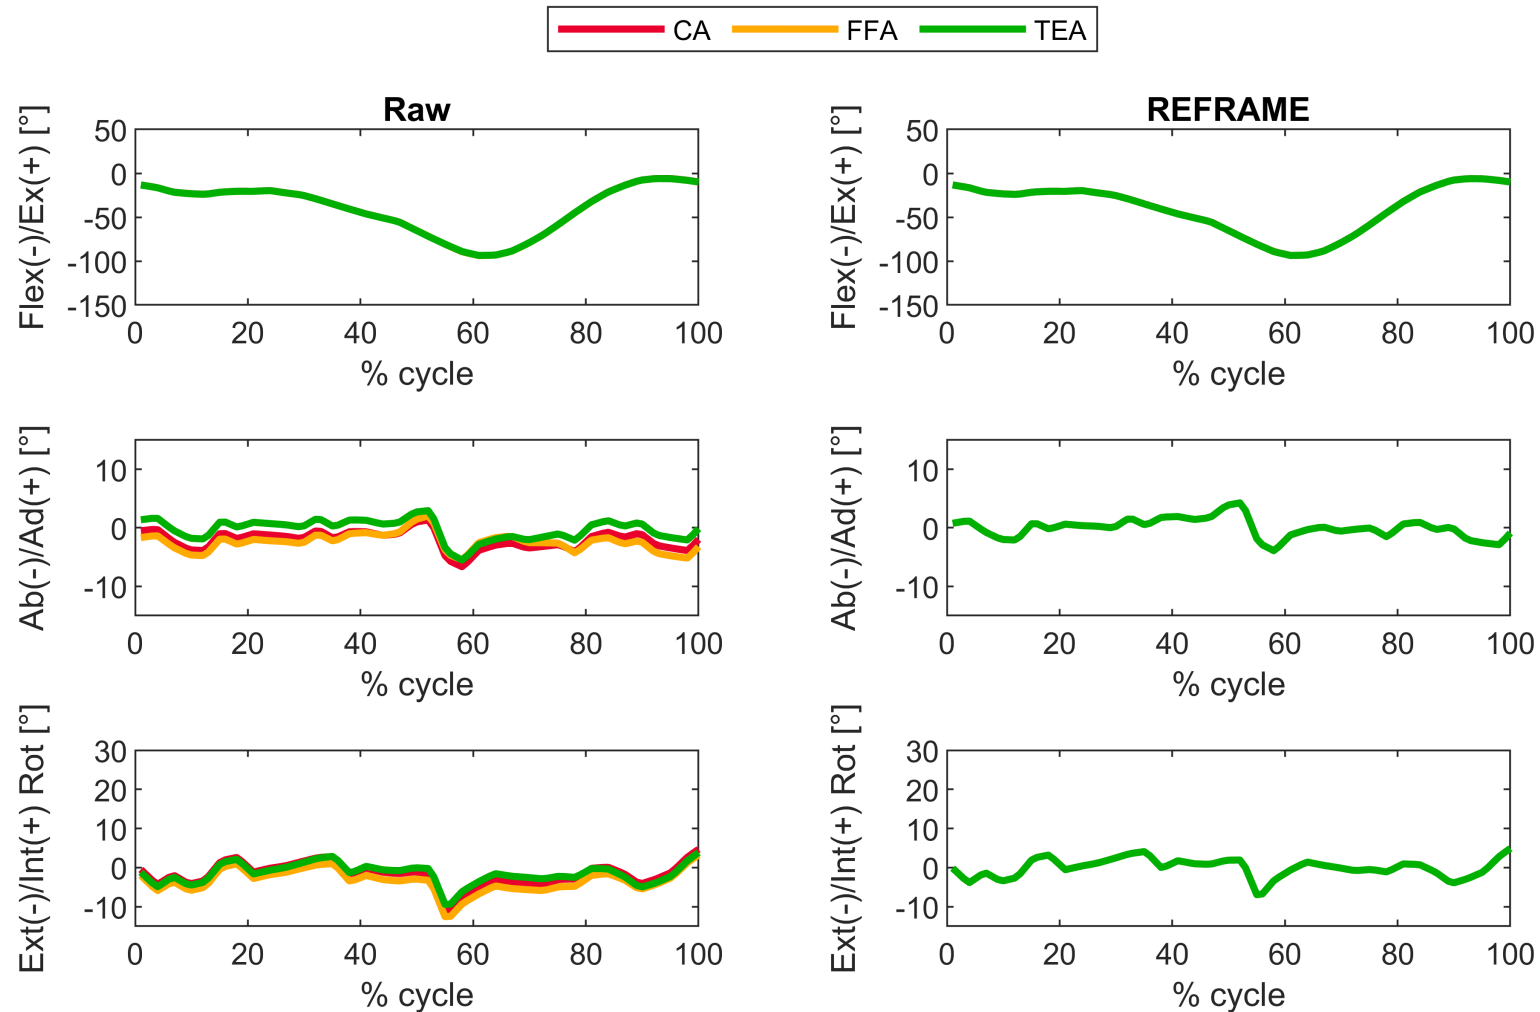 CA FFA TEA
Raw
Flex(-)/Ex(+) [°]
50
0
-50
-100
-150
0 20 40 60 80 100
% cycle
REFRAME
Flex(-)/Ex(+) [°]
50
0
-50
-100
-150
0 20 40 60 80 100
% cycle
Ab(-)/Ad(+) [°]
10
0
-10
0 20 40 60 80 100
% cycle
Ab(-)/Ad(+) [°]
10
0
-10
0 20 40 60 80 100
% cycle
Ext(-)/Int(+) Rot [°]
30
20
10
0
-10
0 20 40 60 80 100
% cycle
Ext(-)/Int(+) Rot [°]
30
20
10
0
-10
0 20 40 60 80 100
% cycle